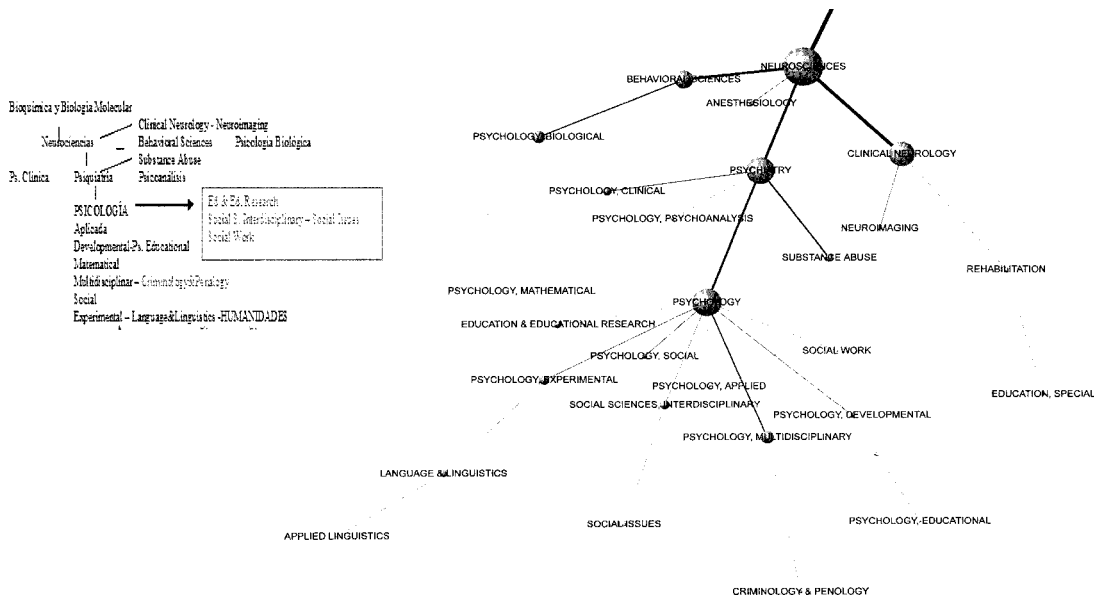 Bioquímica y Biología Molecular
Neurociencias
Clinical Neurology - Neuroimaging
Behavioral Sciences Psicología Biológica
Substance Abuse
Ps. Clínica Psiquiatría Psicoanálisis
PSICOLOGÍA
Aplicada
Developmental-Ps. Educational
Matematical
Multidisciplinar – Criminology&Penalogy
Social
Experimental – Language&Linguistics -HUMANIDADES
Ed & Ed. Research
Social S. Interdisciplinary – Social Issues
Social Work
NEUROSCIENCES
BEHAVIORAL SCIENCES
ANESTHESIOLOGY
PSYCHOLOGY, BIOLOGICAL
CLINICAL NEUROLOGY
PSYCHIATRY
PSYCHOLOGY, CLINICAL
PSYCHOLOGY, PSYCHOANALYSIS
NEUROIMAGING
SUBSTANCE ABUSE
REHABILITATION
PSYCHOLOGY, MATHEMATICAL
PSYCHOLOGY
EDUCATION & EDUCATIONAL RESEARCH
SOCIAL WORK
PSYCHOLOGY, SOCIAL
PSYCHOLOGY, EXPERIMENTAL
PSYCHOLOGY, APPLIED
EDUCATION, SPECIAL
SOCIAL SCIENCES, INTERDISCIPLINARY
PSYCHOLOGY, DEVELOPMENTAL
PSYCHOLOGY, MULTIDISCIPLINARY
LANGUAGE & LINGUISTICS
SOCIAL ISSUES
PSYCHOLOGY, EDUCATIONAL
APPLIED LINGUISTICS
CRIMINOLOGY & PENOLOGY